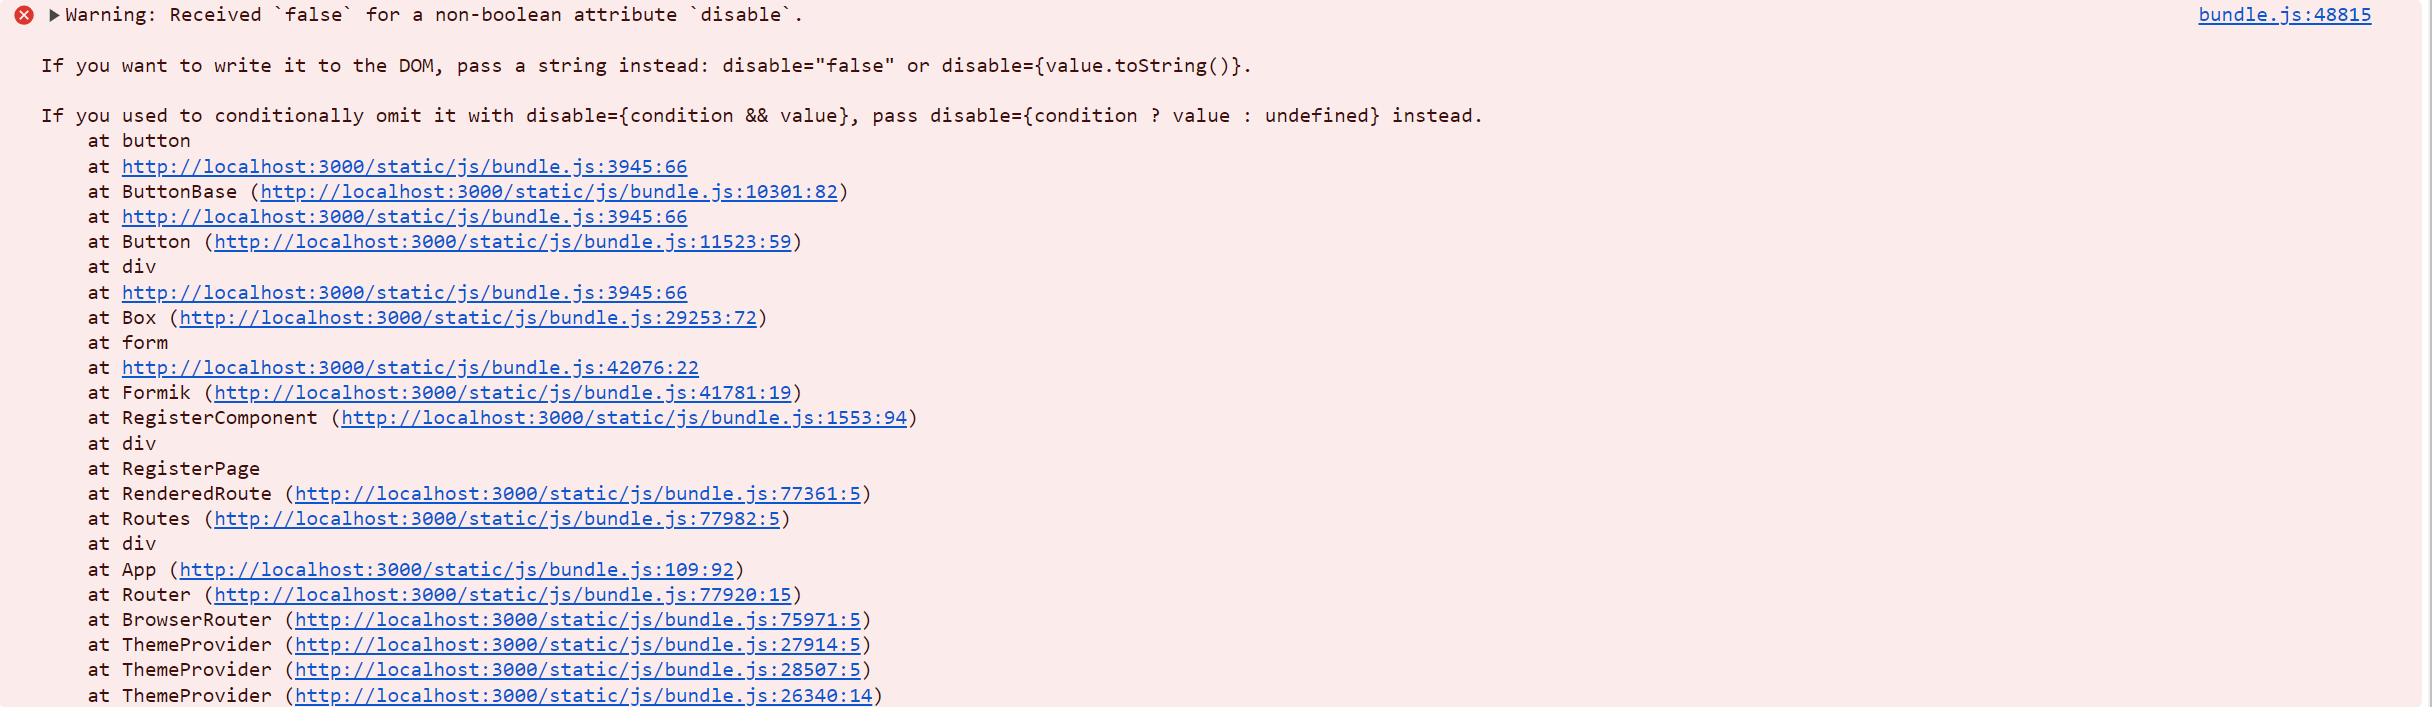 Warning: Received `false` for a non-boolean attribute `disable`. bundle.js:48815
If you want to write it to the DOM, pass a string instead: disable="false" or disable={value.toString()}.
If you used to conditionally omit it with disable={condition && value}, pass disable={condition ? value : undefined} instead.
at button
at http://localhost:3000/static/js/bundle.js:3945:66
at ButtonBase (http://localhost:3000/static/js/bundle.js:10301:82)
at http://localhost:3000/static/js/bundle.js:3945:66
at Button (http://localhost:3000/static/js/bundle.js:11523:59)
at div
at http://localhost:3000/static/js/bundle.js:3945:66
at Box (http://localhost:3000/static/js/bundle.js:29253:72)
at form
at http://localhost:3000/static/js/bundle.js:42076:22
at Formik (http://localhost:3000/static/js/bundle.js:41781:19)
at RegisterComponent (http://localhost:3000/static/js/bundle.js:1553:94)
at div
at RegisterPage
at RenderedRoute (http://localhost:3000/static/js/bundle.js:77361:5)
at Routes (http://localhost:3000/static/js/bundle.js:77982:5)
at div
at App (http://localhost:3000/static/js/bundle.js:109:92)
at Router (http://localhost:3000/static/js/bundle.js:77920:15)
at BrowserRouter (http://localhost:3000/static/js/bundle.js:75971:5)
at ThemeProvider (http://localhost:3000/static/js/bundle.js:27914:5)
at ThemeProvider (http://localhost:3000/static/js/bundle.js:28507:5)
at ThemeProvider (http://localhost:3000/static/js/bundle.js:26340:14)